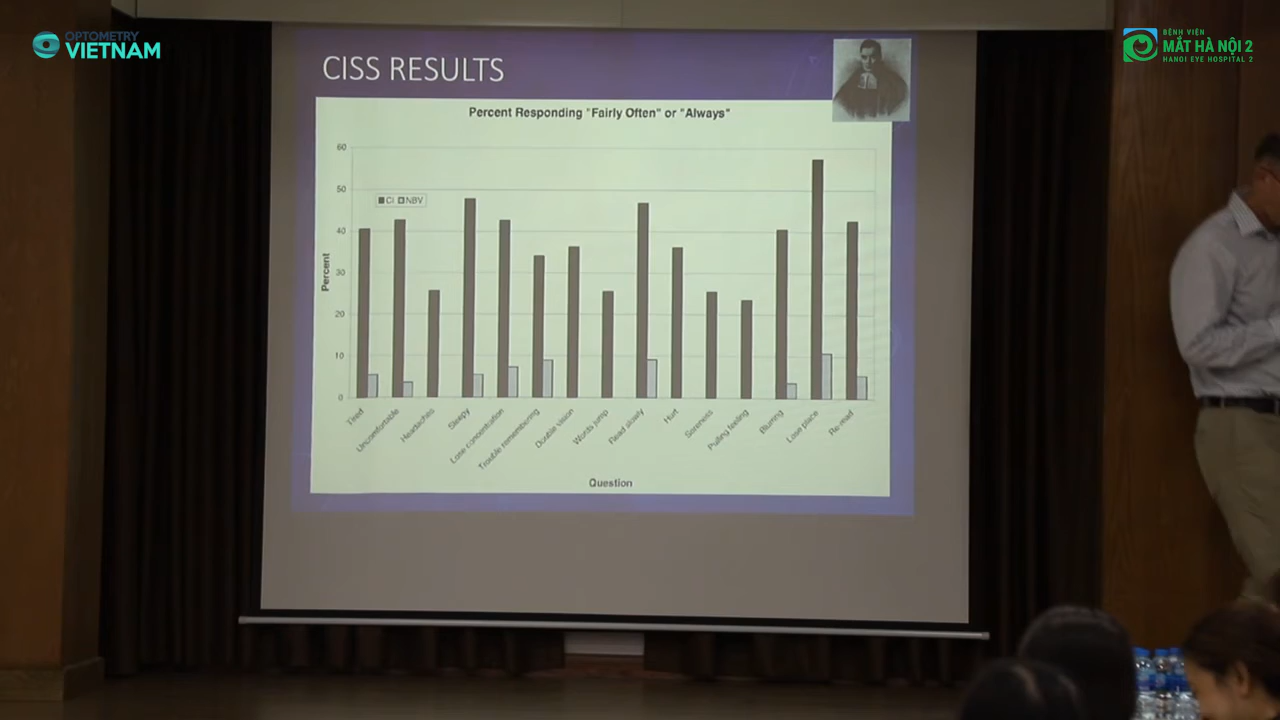 OPTOMETRY
VIETNAM
BỆNH VIỆN
MẮT HÀ NỘI 2
HANOI EYE HOSPITAL 2
CISS RESULTS
Percent Responding "Fairly Often" or "Always"
60
50
40
30
20
10
0
CI NBV
Percent
Tired
Uncomfortable
Headaches
Sleepy
Lose concentration
Trouble remembering
Double vision
Words jump
Read slowly
Hurt
Soreness
Pulling feeling
Blurring
Lose place
Re-read
Question